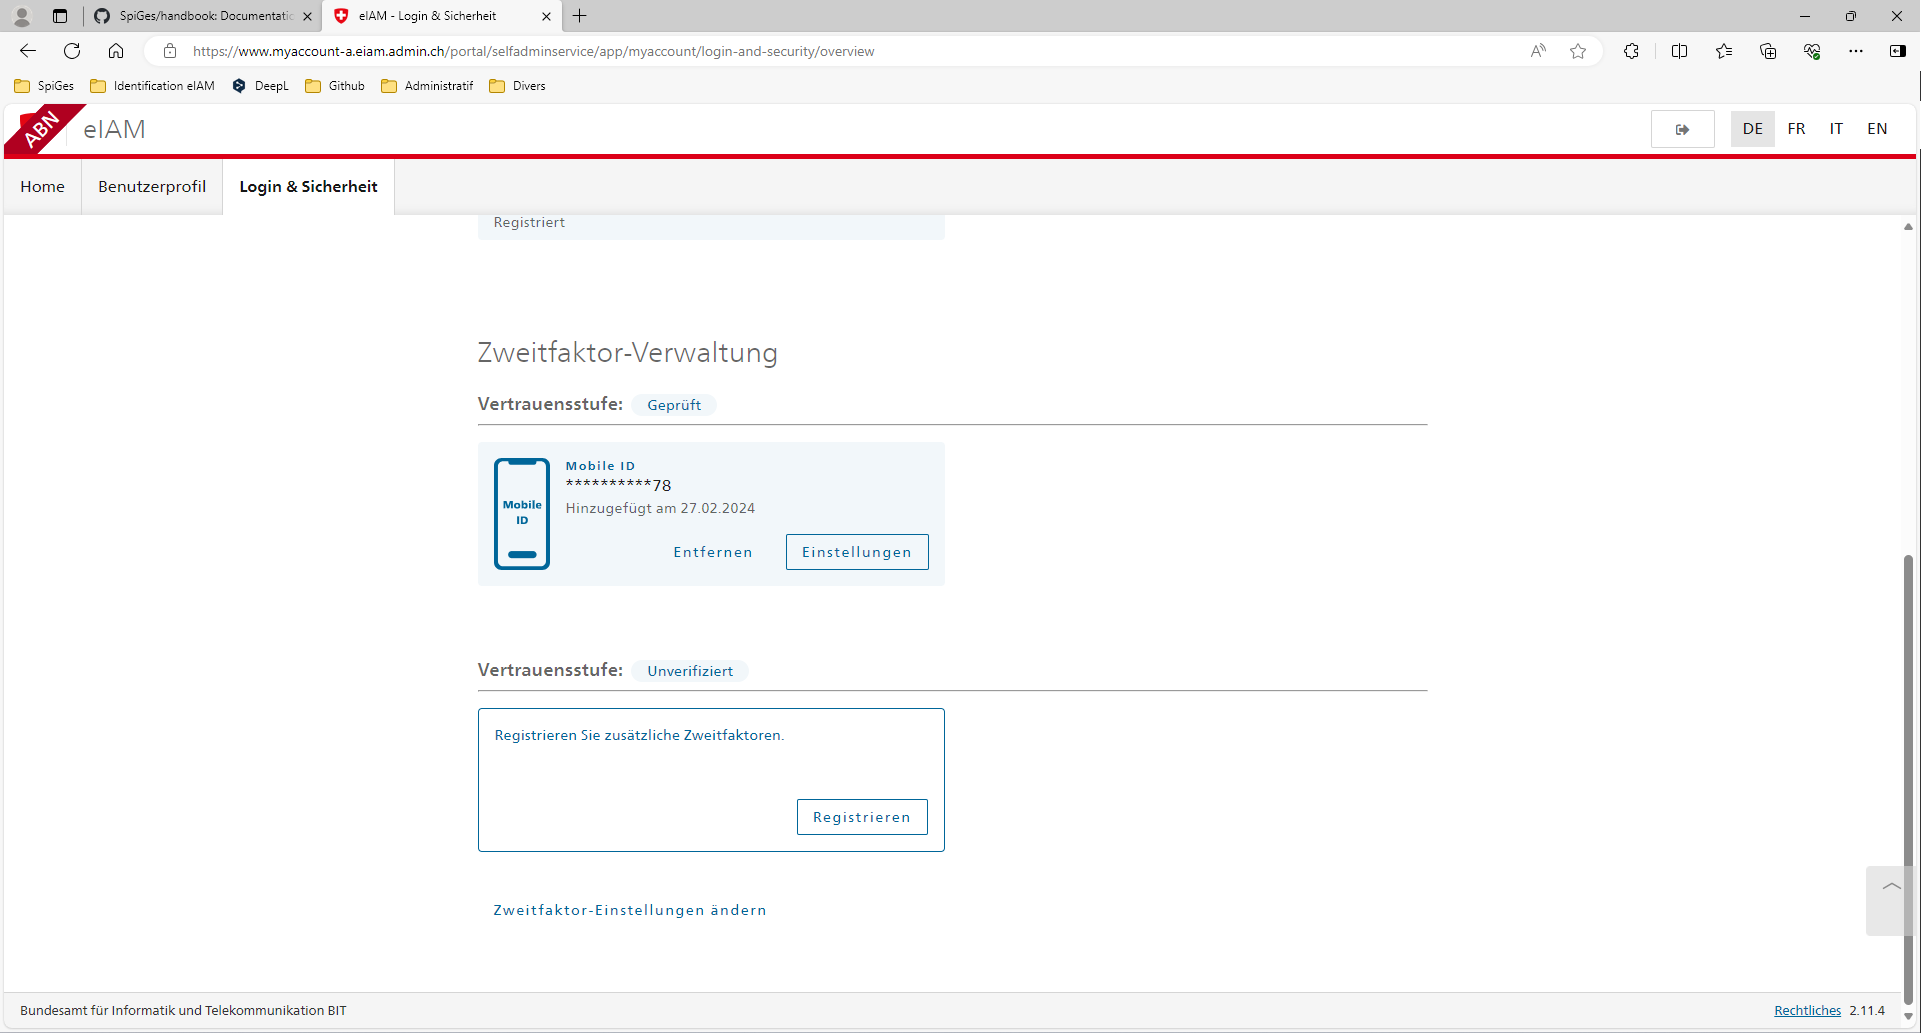 SpiGes/handbook: Documentatic
eIAM - Login & Sicherheit
https://www.myaccount-a.eiam.admin.ch/portal/selfadminservice/app/myaccount/login-and-security/overview
SpiGes
Identification eIAM
DeepL
Github
Administratif
Divers
ABN
eIAM
DE
FR
IT
EN
Home
Benutzerprofil
Login & Sicherheit
Registriert
Zweitfaktor-Verwaltung
Vertrauensstufe: Geprüft
Mobile ID
Mobile ID
**********78
Hinzugefügt am 27.02.2024
Entfernen
Einstellungen
Vertrauensstufe: Unverifiziert
Registrieren Sie zusätzliche Zweitfaktoren.
Registrieren
Zweitfaktor-Einstellungen ändern
Bundesamt für Informatik und Telekommunikation BIT
Rechtliches 2.11.4